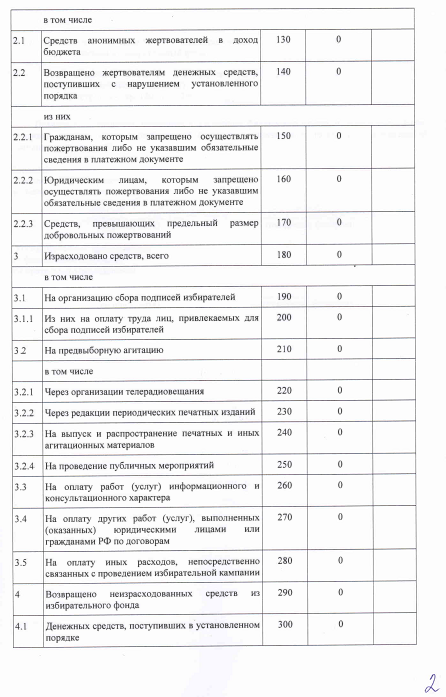 в том числе
2.1 Средств анонимных жертвователей в доход 130 0
бюджета
2.2 Возвращено жертвователям денежных средств, 140 0
поступивших с нарушением установленного
порядка
из них
2.2.1 Гражданам, которым запрещено осуществлять 150 0
пожертвования либо не указавшим обязательные
сведения в платежном документе
2.2.2 Юридическим лицам, которым запрещено 160 0
осуществлять пожертвования либо не указавшим
обязательные сведения в платежном документе
2.2.3 Средств, превышающих предельный размер 170 0
добровольных пожертвований
3 Израсходовано средств, всего 180 0
в том числе
3.1 На организацию сбора подписей избирателей 190 0
3.1.1 Из них на оплату труда лиц, привлекаемых для 200 0
сбора подписей избирателей
3.2 На предвыборную агитацию 210 0
в том числе
3.2.1 Через организации телерадиовещания 220 0
3.2.2 Через редакции периодических печатных изданий 230 0
3.2.3 На выпуск и распространение печатных и иных 240 0
агитационных материалов
3.2.4 На проведение публичных мероприятий 250 0
3.3 На оплату работ (услуг) информационного и 260 0
консультационного характера
3.4 На оплату других работ (услуг), выполненных 270 0
(оказанных) юридическими лицами или
гражданами РФ по договорам
3.5 На оплату иных расходов, непосредственно 280 0
связанных с проведением избирательной кампании
4 Возвращено неизрасходованных средств из 290 0
избирательного фонда
4.1 Денежных средств, поступивших в установленном 300 0
порядке
2